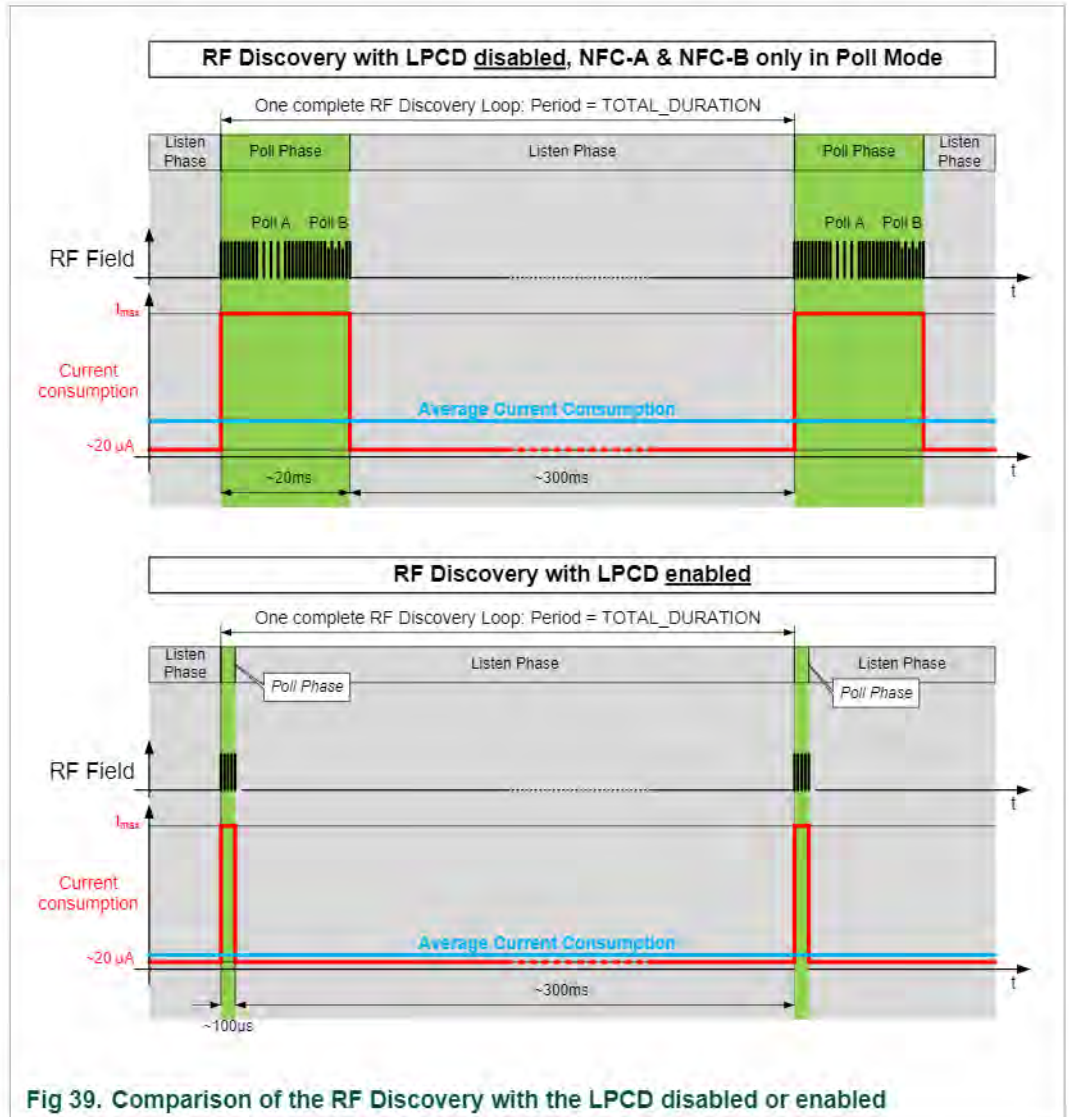 RF Discovery with LPCD disabled, NFC-A & NFC-B only in Poll Mode
One complete RF Discovery Loop: Period = TOTAL_DURATION
Listen Phase
Poll Phase
Listen Phase
Poll Phase
Listen Phase
Poll A
Poll B
Poll A
Poll B
RF Field
t
Imax
Current consumption
Average Current Consumption
~20 µA
t
~20ms
~300ms
RF Discovery with LPCD enabled
One complete RF Discovery Loop: Period = TOTAL_DURATION
Listen Phase
Listen Phase
Listen Phase
Poll Phase
Poll Phase
RF Field
t
Imax
Current consumption
Average Current Consumption
~20 µA
t
~300ms
~100µs
Fig 39. Comparison of the RF Discovery with the LPCD disabled or enabled